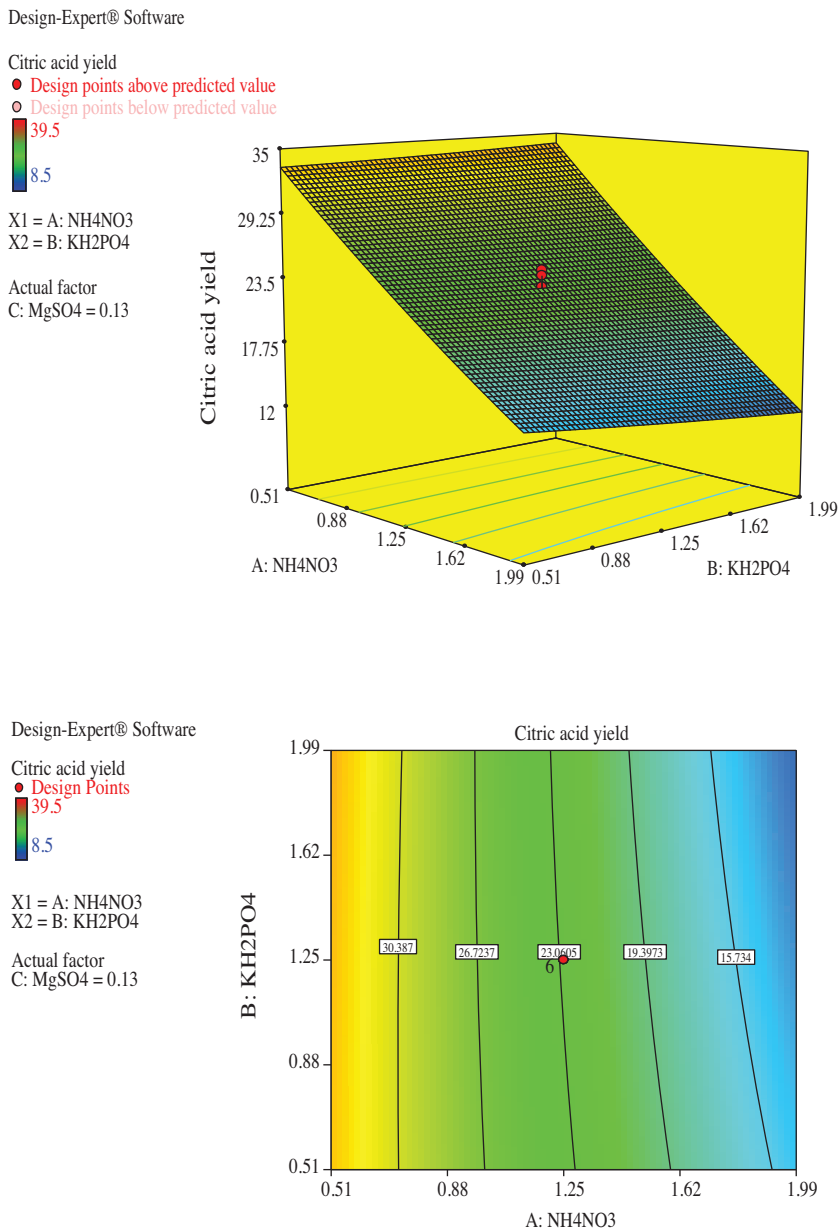 Design-Expert® Software
Citric acid yield
Design points above predicted value
Design points below predicted value
39.5
8.5
X1 = A: NH4NO3
X2 = B: KH2PO4
Actual factor
C: MgSO4 = 0.13
Citric acid yield
35
29.25
23.5
17.75
12
0.51
0.88
1.25
1.62
1.99
A: NH4NO3
0.51
0.88
1.25
1.62
1.99
B: KH2PO4
Design-Expert® Software
Citric acid yield
Design Points
39.5
8.5
X1 = A: NH4NO3
X2 = B: KH2PO4
Actual factor
C: MgSO4 = 0.13
Citric acid yield
B: KH2PO4
1.99
1.62
1.25
0.88
0.51
30.387
26.7237
23.0605
19.3973
15.734
6
0.51
0.88
1.25
1.62
1.99
A: NH4NO3